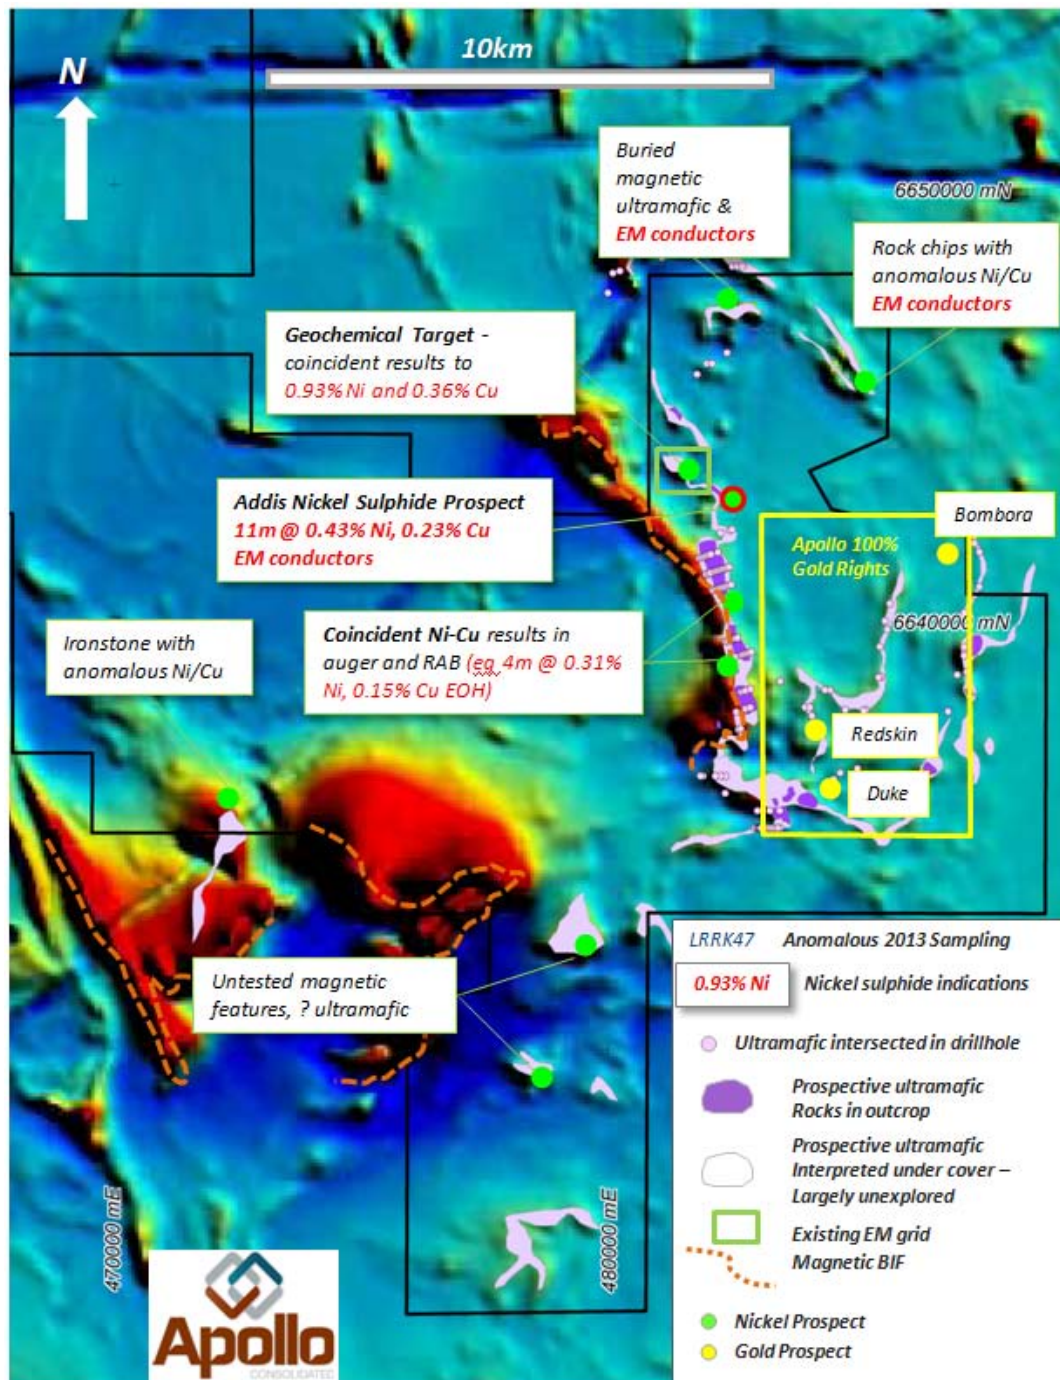 10km
N
Buried
magnetic
ultramafic &
EM conductors
6650000 mN
Rock chips with
anomalous Ni/Cu
EM conductors
Geochemical Target -
coincident results to
0.93% Ni and 0.36% Cu
Addis Nickel Sulphide Prospect
11m @ 0.43% Ni, 0.23% Cu
EM conductors
Bombora
Apollo 100%
Gold Rights
6640000 mN
Ironstone with
anomalous Ni/Cu
Coincident Ni-Cu results in
auger and RAB (eg 4m @ 0.31%
Ni, 0.15% Cu EOH)
Redskin
Duke
Untested magnetic
features, ? ultramafic
LRRK47 Anomalous 2013 Sampling
0.93% Ni Nickel sulphide indications
Ultramafic intersected in drillhole
Prospective ultramafic
Rocks in outcrop
Prospective ultramafic
Interpreted under cover –
Largely unexplored
Existing EM grid
Magnetic BIF
Nickel Prospect
Gold Prospect
470000 mE
480000 mE
Apollo
CONSOLIDATED